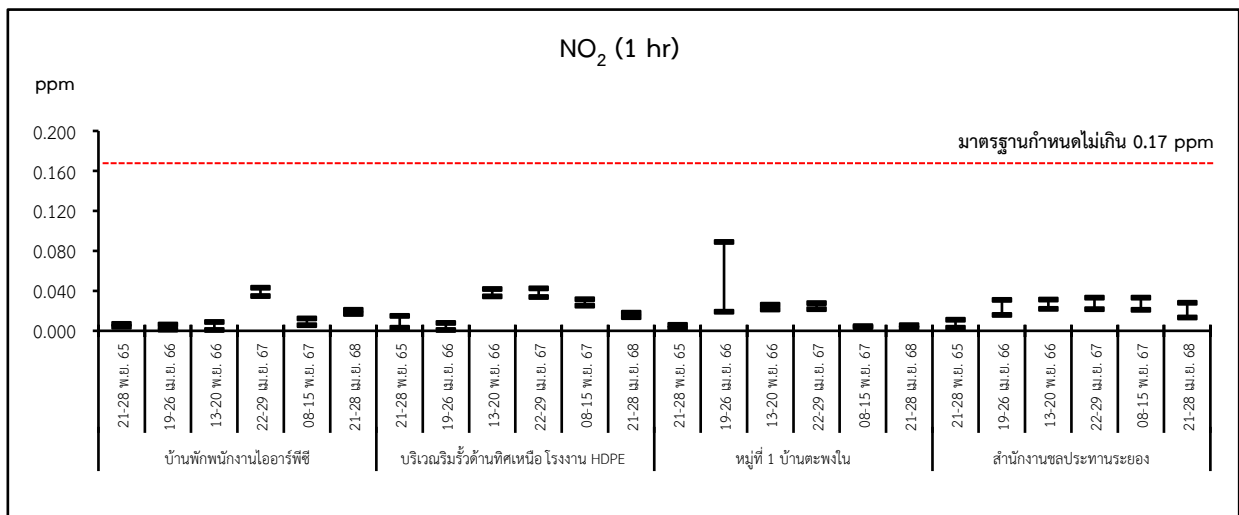 NO2 (1 hr)
ppm
0.200
0.160
0.120
0.080
0.040
0.000
มาตรฐานกำหนดไม่เกิน 0.17 ppm
21-28 พ.ย. 65
19-26 เม.ย. 66
13-20 พ.ย. 66
22-29 เม.ย. 67
08-15 พ.ย. 67
21-28 เม.ย. 68
21-28 พ.ย. 65
19-26 เม.ย. 66
13-20 พ.ย. 66
22-29 เม.ย. 67
08-15 พ.ย. 67
21-28 เม.ย. 68
21-28 พ.ย. 65
19-26 เม.ย. 66
13-20 พ.ย. 66
22-29 เม.ย. 67
08-15 พ.ย. 67
21-28 เม.ย. 68
21-28 พ.ย. 65
19-26 เม.ย. 66
13-20 พ.ย. 66
22-29 เม.ย. 67
08-15 พ.ย. 67
21-28 เม.ย. 68
บ้านพักพนักงานไออาร์พีซี
บริเวณริมรั้วด้านทิศเหนือ โรงงาน HDPE
หมู่ที่ 1 บ้านตะพงใน
สำนักงานชลประทานระยอง